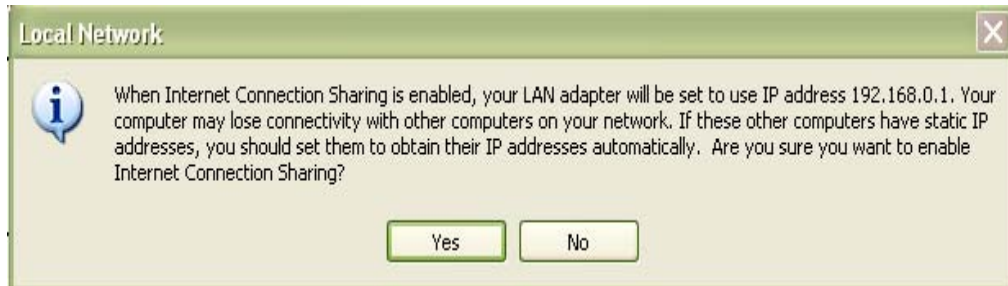 Local Network
When Internet Connection Sharing is enabled, your LAN adapter will be set to use IP address 192.168.0.1. Your
computer may lose connectivity with other computers on your network. If these other computers have static IP
addresses, you should set them to obtain their IP addresses automatically.  Are you sure you want to enable
Internet Connection Sharing?
Yes No